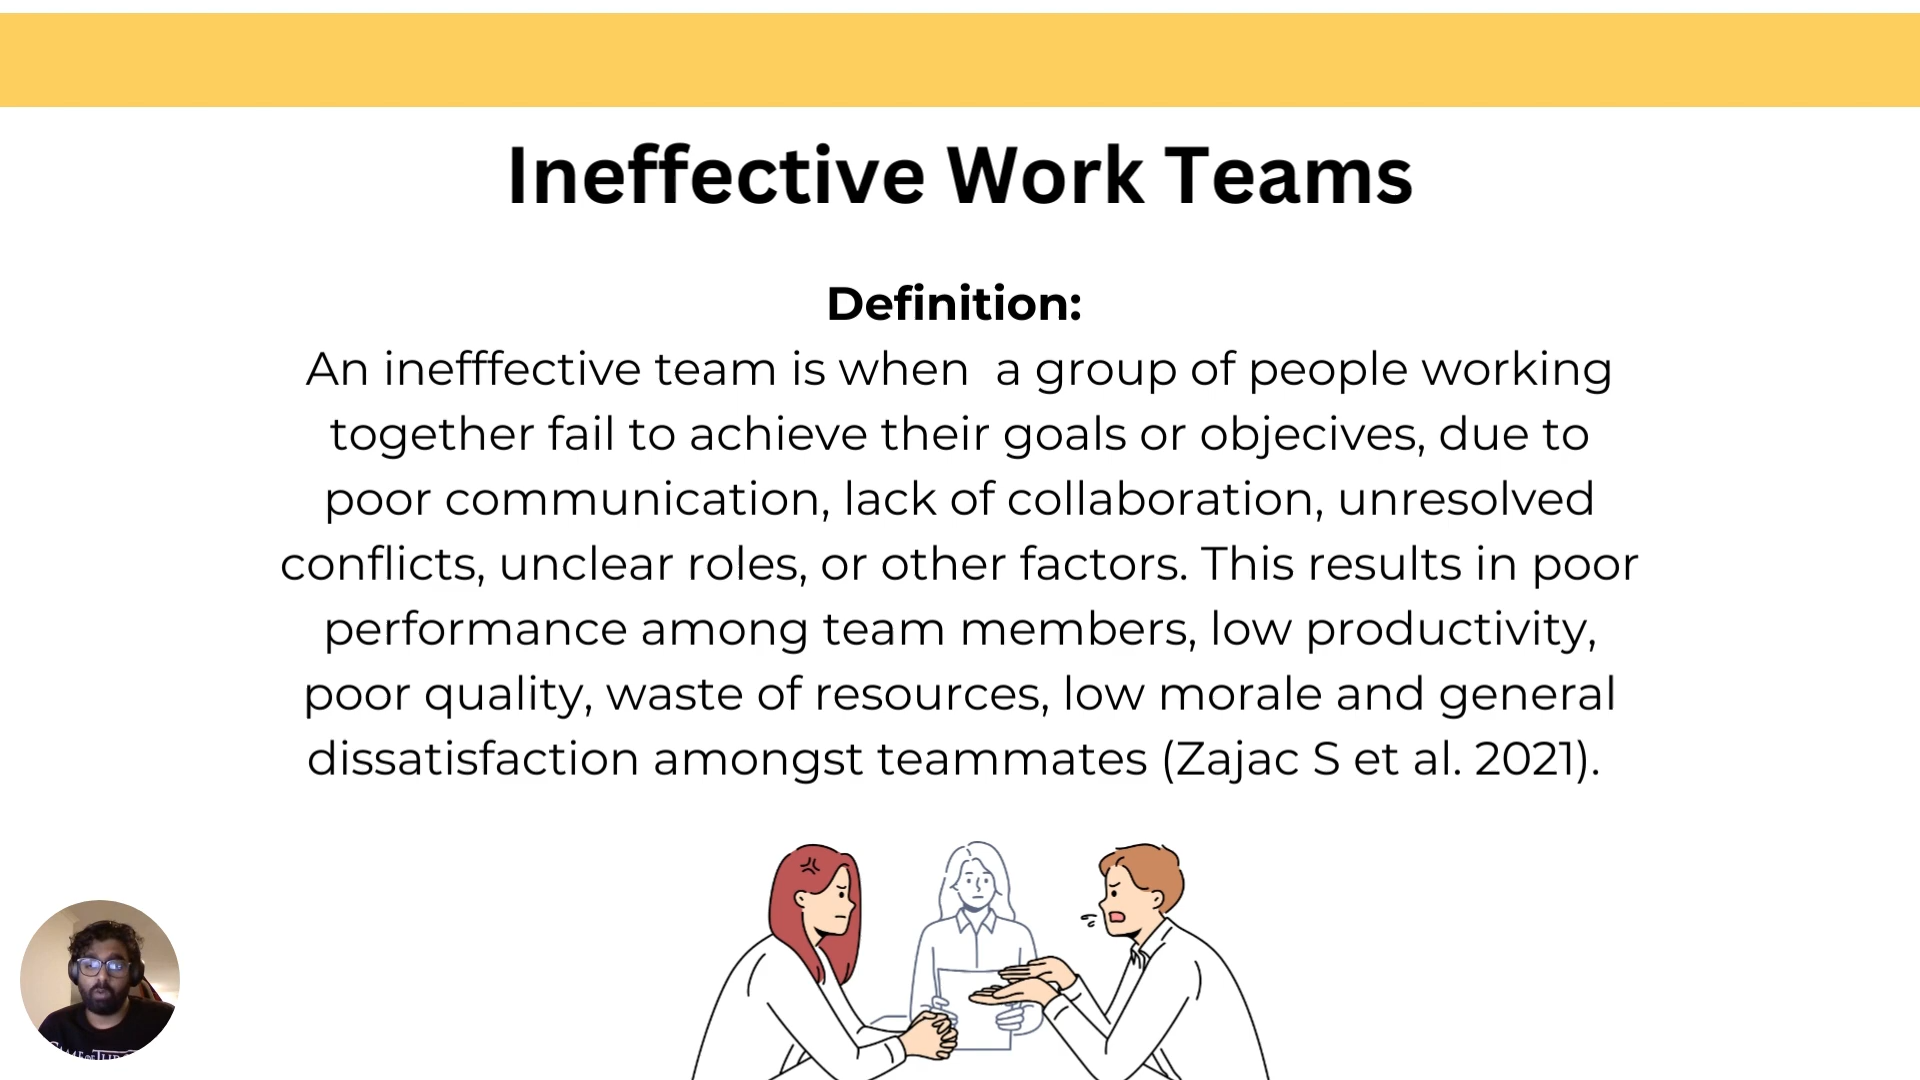 Ineffective Work Teams
Definition:
An inefffective team is when  a group of people working
together fail to achieve their goals or objecives, due to
poor communication, lack of collaboration, unresolved
conflicts, unclear roles, or other factors. This results in poor
performance among team members, low productivity,
poor quality, waste of resources, low morale and general
dissatisfaction amongst teammates (Zajac S et al. 2021).